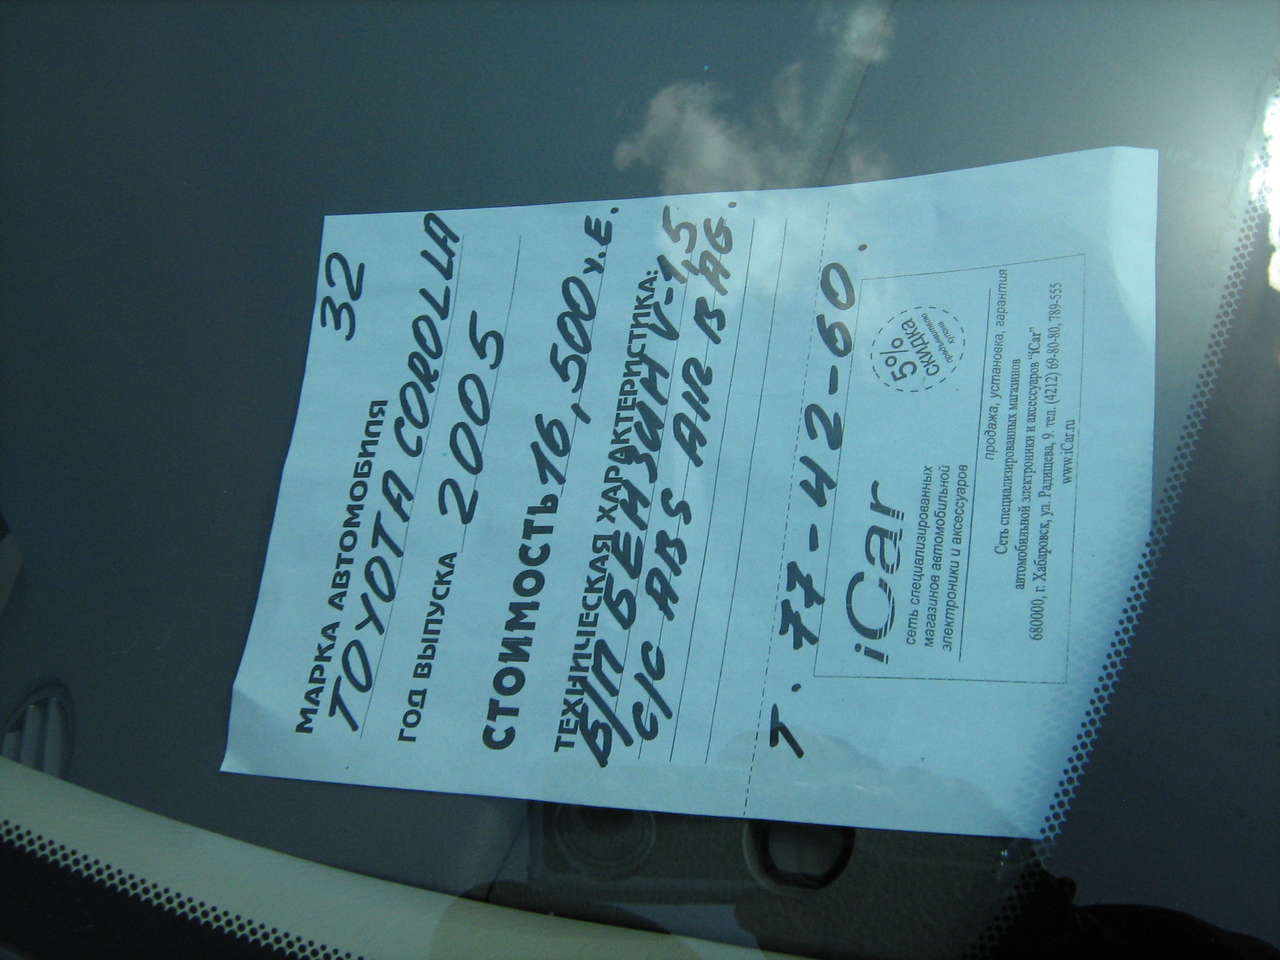 32
МАРКА АВТОМОБИЛЯ
TOYOTA COROLLA
ГОД ВЫПУСКА 2005
СТОИМОСТЬ 16,500 у.Е.
ТЕХНИЧЕСКАЯ ХАРАКТЕРИСТИКА:
Б/П БЕНЗИН V-1,5
С/С ABS AIR BAG.
Т. 77-42-60.
5%
СКИДКА
предъявителю
купона
iCar
сеть специализированных
магазинов автомобильной
электроники и аксессуаров
продажа, установка, гарантия
Сеть специализированных магазинов
автомобильной электроники и аксессуаров "iCar"
680000, г. Хабаровск, ул. Радищева, 9. тел. (4212) 69-80-80, 789-555
www.iCar.ru